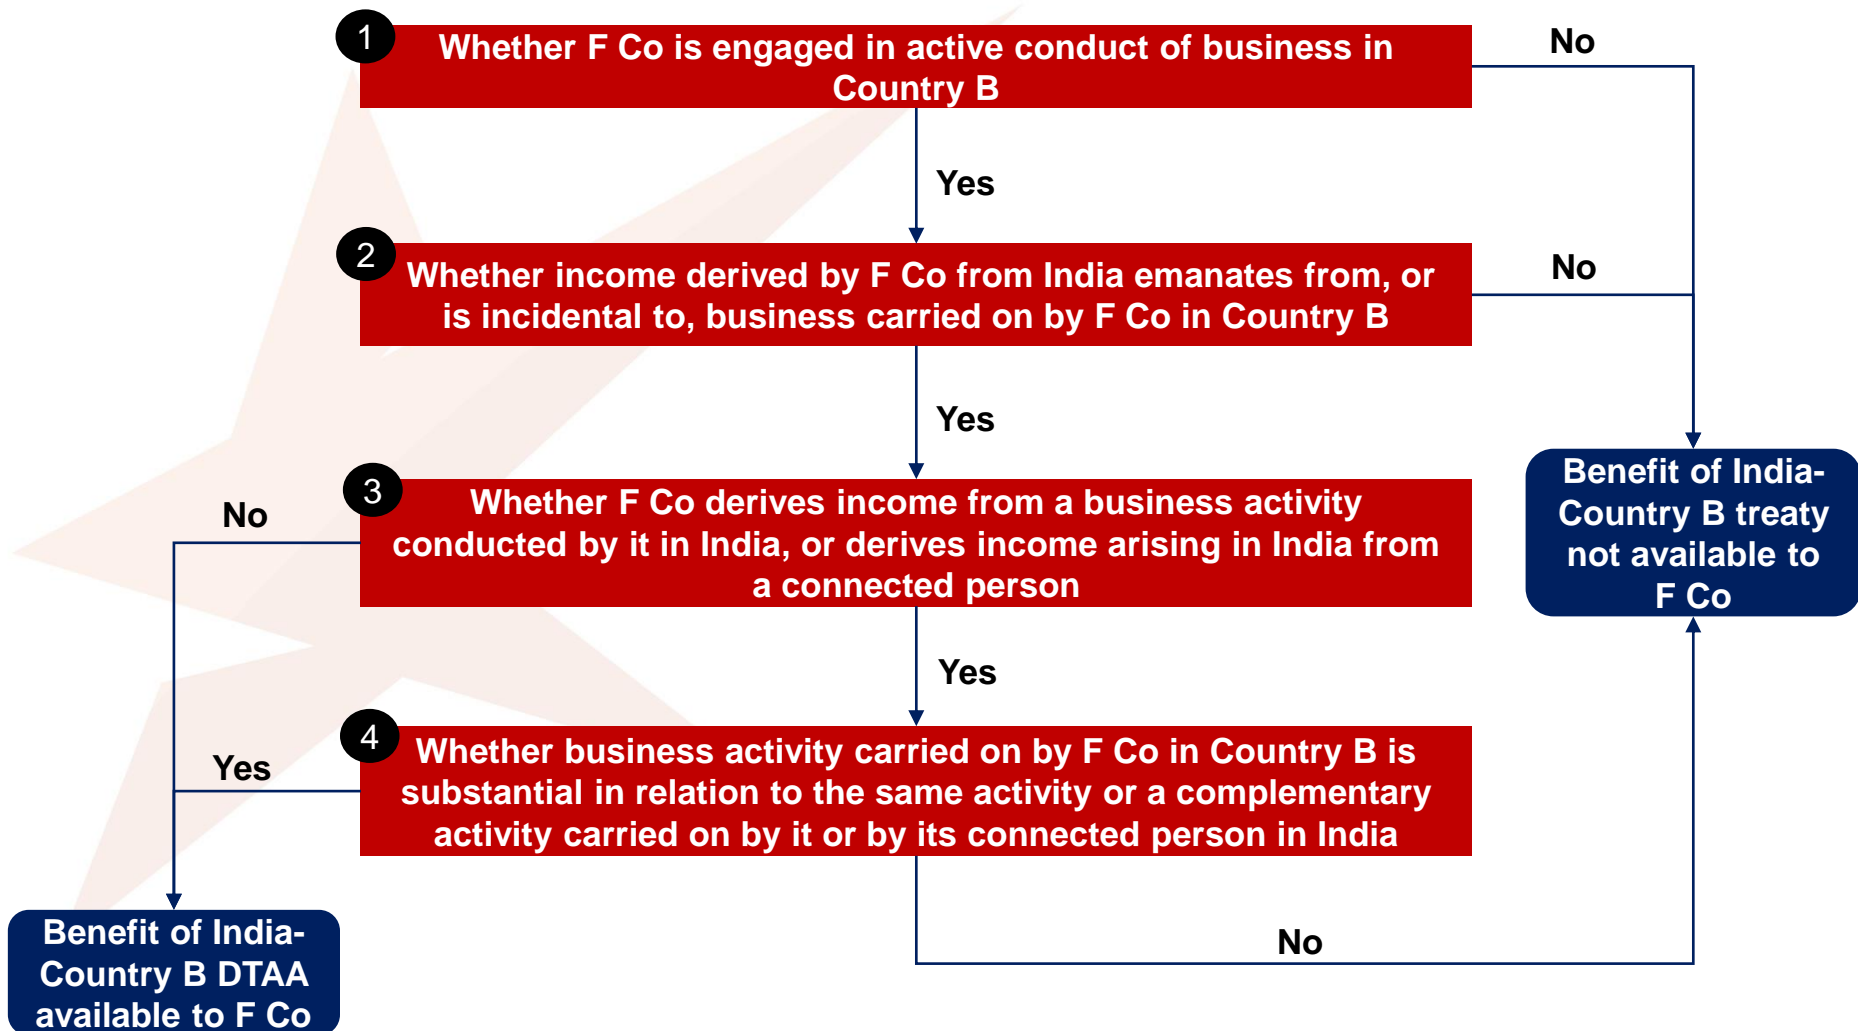 1
Whether F Co is engaged in active conduct of business in
Country B
No
Yes
2
Whether income derived by F Co from India emanates from, or
is incidental to, business carried on by F Co in Country B
No
Yes
3
Whether F Co derives income from a business activity
conducted by it in India, or derives income arising in India from
a connected person
No
Benefit of India-
Country B treaty
not available to
F Co
Yes
4
Whether business activity carried on by F Co in Country B is
substantial in relation to the same activity or a complementary
activity carried on by it or by its connected person in India
Yes
No
Benefit of India-
Country B DTAA
available to F Co